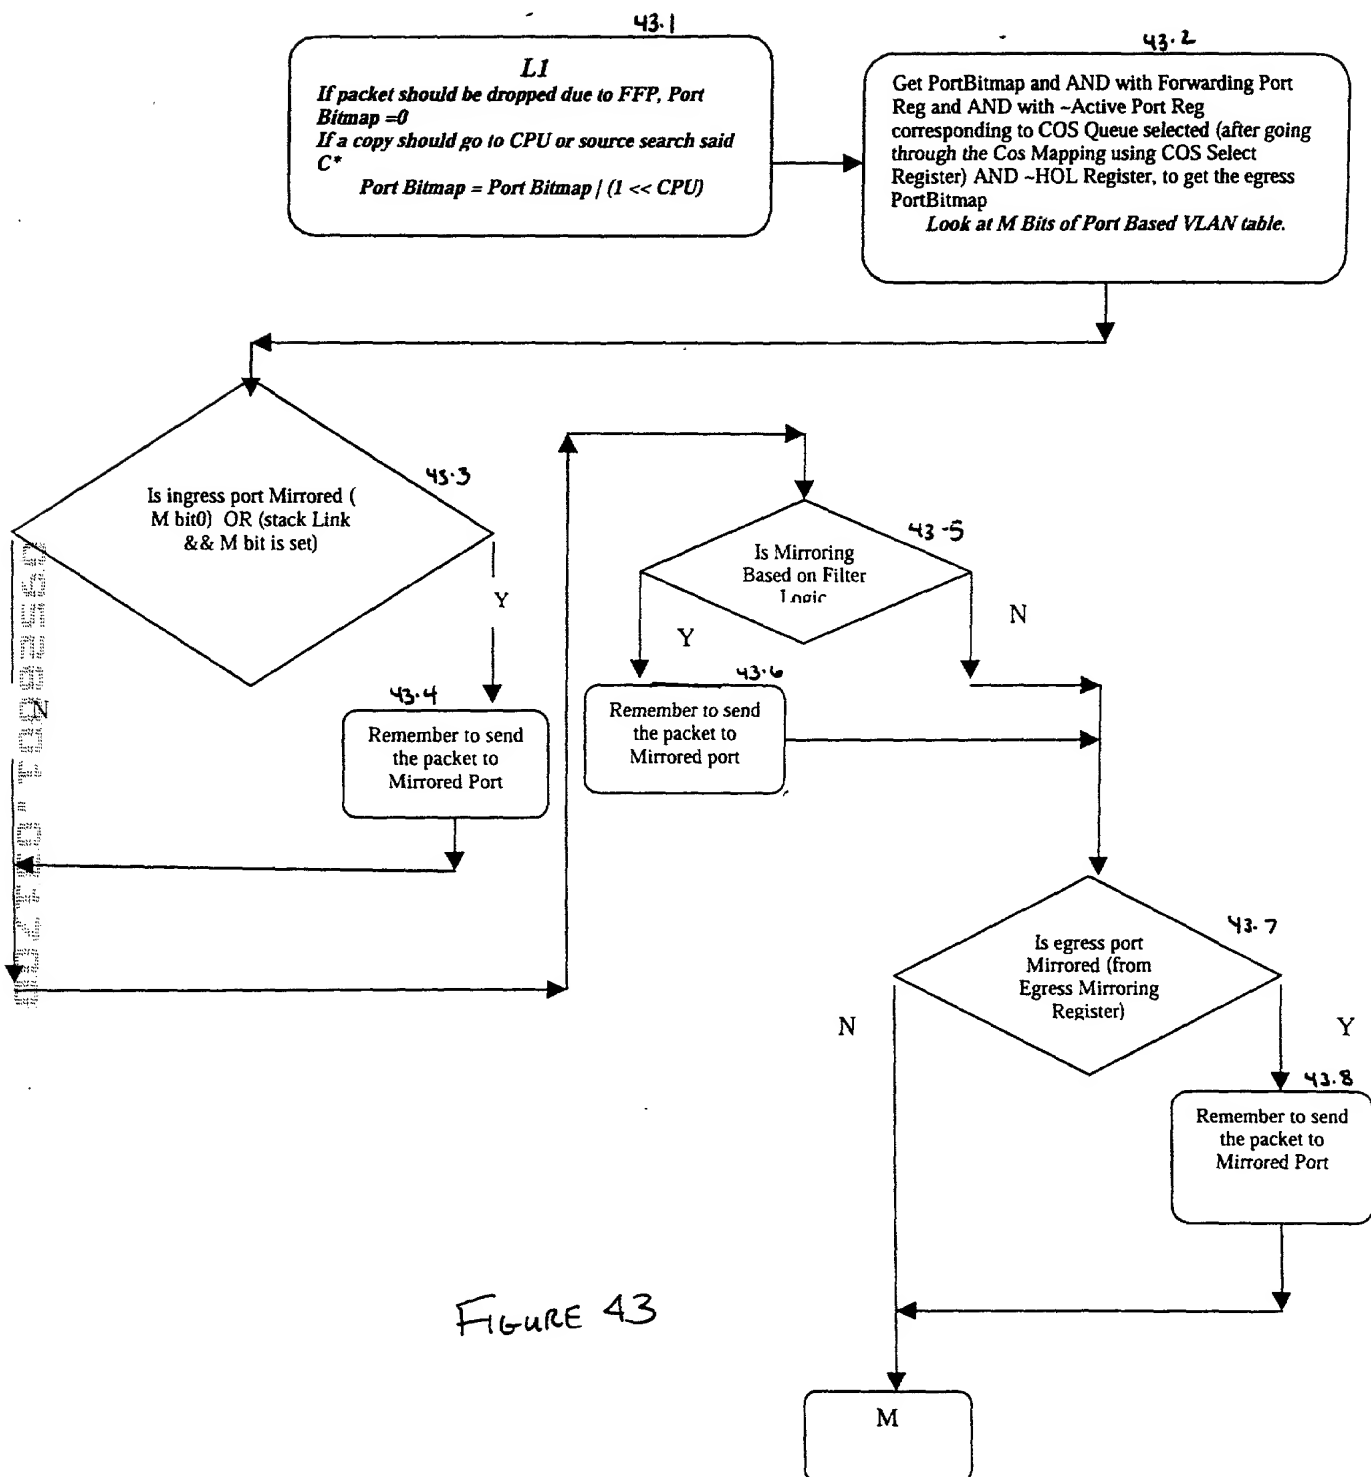 43.1
L1
If packet should be dropped due to FFP, Port
Bitmap =0
If a copy should go to CPU or source search said
C*
Port Bitmap = Port Bitmap / (1 << CPU)
43.2
Get PortBitmap and AND with Forwarding Port
Reg and AND with ~Active Port Reg
corresponding to COS Queue selected (after going
through the Cos Mapping using COS Select
Register) AND ~HOL Register, to get the egress
PortBitmap
Look at M Bits of Port Based VLAN table.
45.3
Is ingress port Mirrored (
M bit0) OR (stack Link
&& M bit is set)
Y
N
43.4
Remember to send
the packet to
Mirrored Port
43-5
Is Mirroring
Based on Filter
Logic
Y
N
43.6
Remember to send
the packet to
Mirrored port
43.7
Is egress port
Mirrored (from
Egress Mirroring
Register)
N
Y
43.8
Remember to send
the packet to
Mirrored Port
FIGURE 43
M